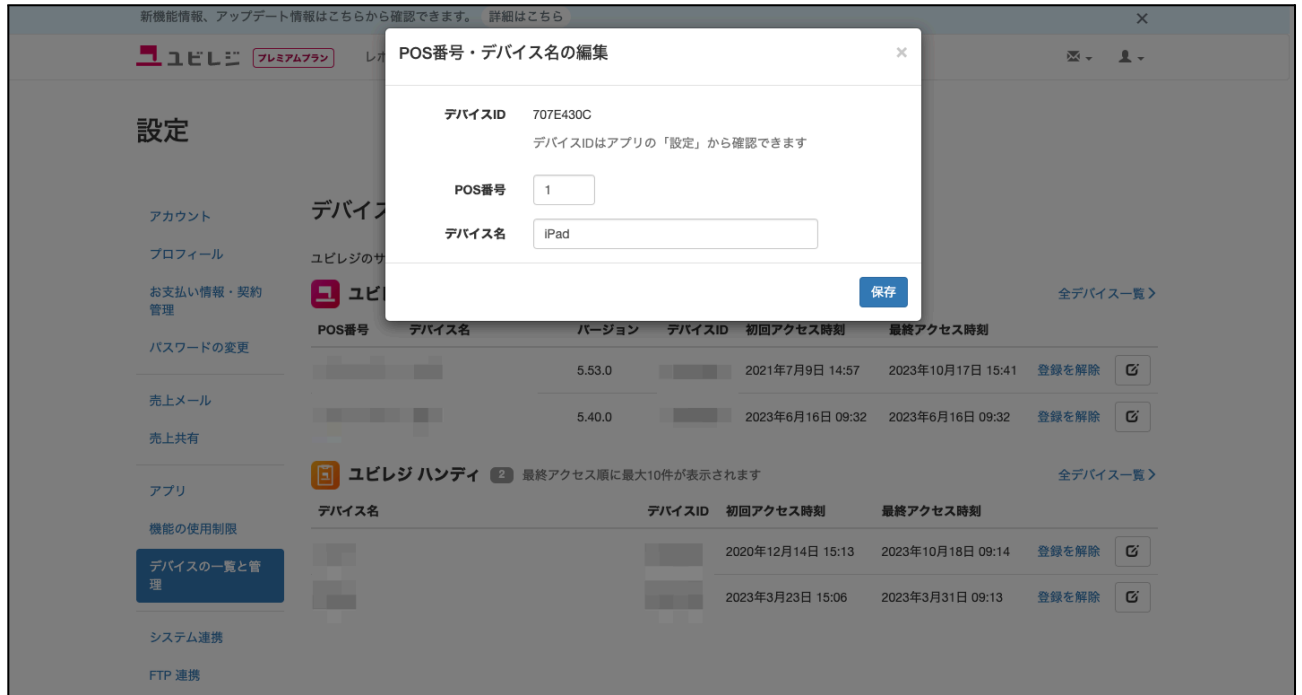 新機能情報、アップデート情報はこちらから確認できます。 詳細はこちら ×
ユビレジ プレミアムプラン レポ
POS番号・デバイス名の編集 ×
デバイスID 707E430C
デバイスIDはアプリの「設定」から確認できます
POS番号 1
デバイス名 iPad
保存
設定
アカウント
プロフィール
お支払い情報・契約
管理
パスワードの変更
売上メール
売上共有
アプリ
機能の使用制限
デバイスの一覧と管
理
システム連携
FTP 連携
デバイス
ユビレジのサ
ユビ 全デバイス一覧
POS番号 デバイス名 バージョン デバイスID 初回アクセス時刻 最終アクセス時刻
5.53.0 2021年7月9日 14:57 2023年10月17日 15:41 登録を解除
5.40.0 2023年6月16日 09:32 2023年6月16日 09:32 登録を解除
ユビレジ ハンディ 2 最終アクセス順に最大10件が表示されます 全デバイス一覧
デバイス名 デバイスID 初回アクセス時刻 最終アクセス時刻
2020年12月14日 15:13 2023年10月18日 09:14 登録を解除
2023年3月23日 15:06 2023年3月31日 09:13 登録を解除